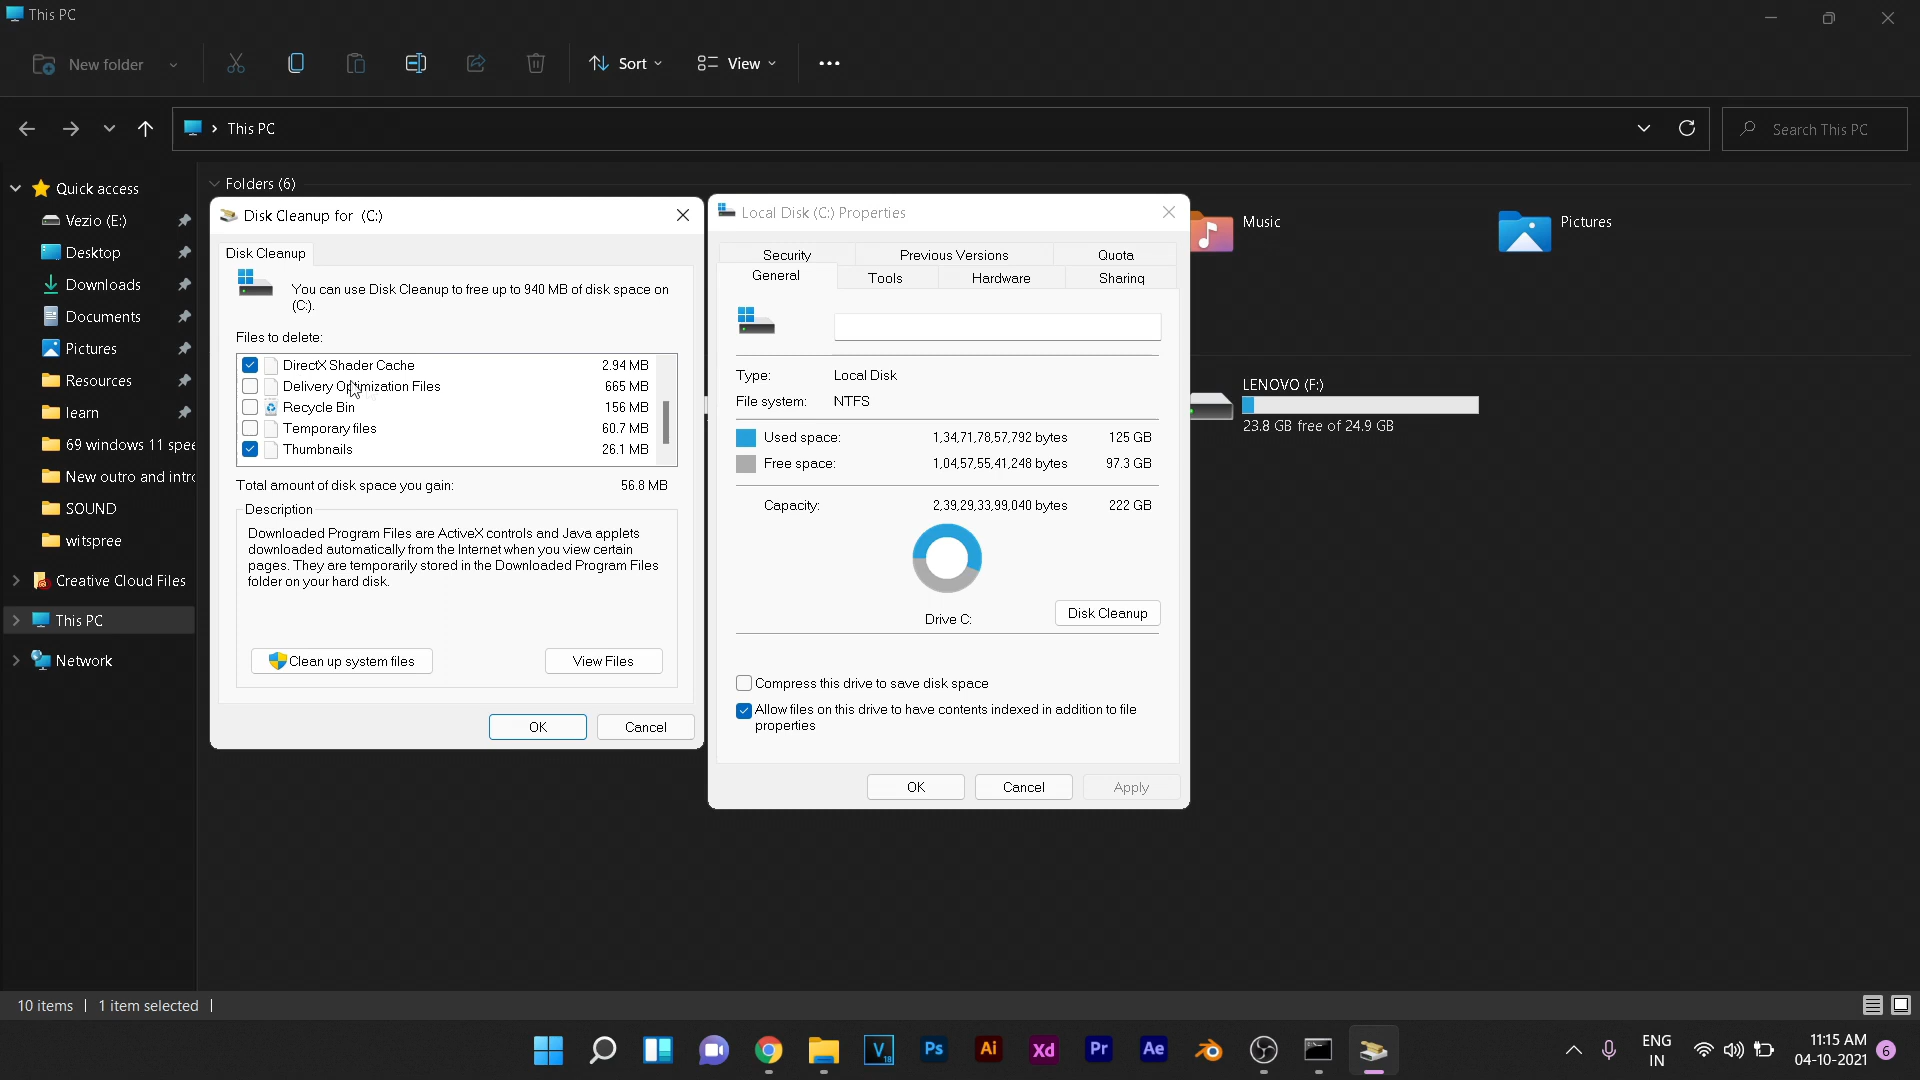 This PC
New folder
Sort
View
This PC
Search This PC
Quick access
Vezio (E:)
Desktop
Downloads
Documents
Pictures
Resources
learn
69 windows 11 spee
New outro and intro
SOUND
witspree
Creative Cloud Files
This PC
Network
Folders (6)
Music
Pictures
LENOVO (F:)
23.8 GB free of 24.9 GB
Disk Cleanup for (C:)
Disk Cleanup
You can use Disk Cleanup to free up to 940 MB of disk space on
(C:).
Files to delete:
DirectX Shader Cache 2.94 MB
Delivery Optimization Files 665 MB
Recycle Bin 156 MB
Temporary files 60.7 MB
Thumbnails 26.1 MB
Total amount of disk space you gain: 56.8 MB
Description
Downloaded Program Files are ActiveX controls and Java applets
downloaded automatically from the Internet when you view certain
pages. They are temporarily stored in the Downloaded Program Files
folder on your hard disk.
Clean up system files
View Files
OK
Cancel
Local Disk (C:) Properties
Security Previous Versions Quota
General Tools Hardware Sharing
Type: Local Disk
File system: NTFS
Used space: 1,34,71,78,57,792 bytes 125 GB
Free space: 1,04,57,55,41,248 bytes 97.3 GB
Capacity: 2,39,29,33,99,040 bytes 222 GB
Drive C:
Disk Cleanup
Compress this drive to save disk space
Allow files on this drive to have contents indexed in addition to file
properties
OK
Cancel
Apply
10 items
1 item selected
V
18
Ps
Ai
Xd
Pr
Ae
ENG
IN
11:15 AM
04-10-2021
6